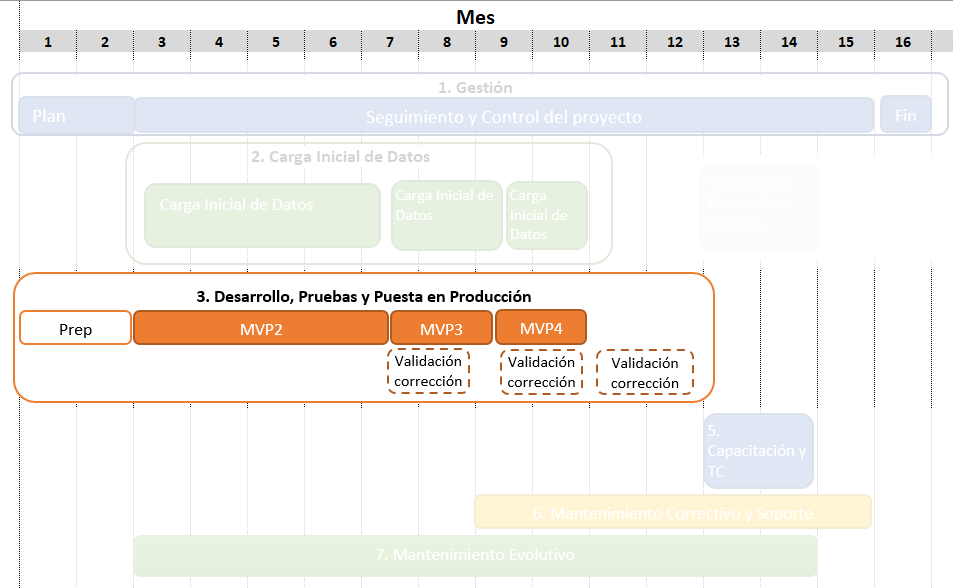 Mes
1 2 3 4 5 6 7 8 9 10 11 12 13 14 15 16
1. Gestión
Plan
Seguimiento y Control del proyecto
Fin
2. Carga Inicial de Datos
Carga Inicial de Datos
Carga Inicial de
Datos
Carga
Inicial de
Datos
3. Desarrollo, Pruebas y Puesta en Producción
Prep
MVP2
MVP3
MVP4
Validación
corrección
Validación
corrección
Validación
corrección
5.
Capacitación y
TC
6. Mantenimiento Correctivo y Soporte
7. Mantenimiento Evolutivo